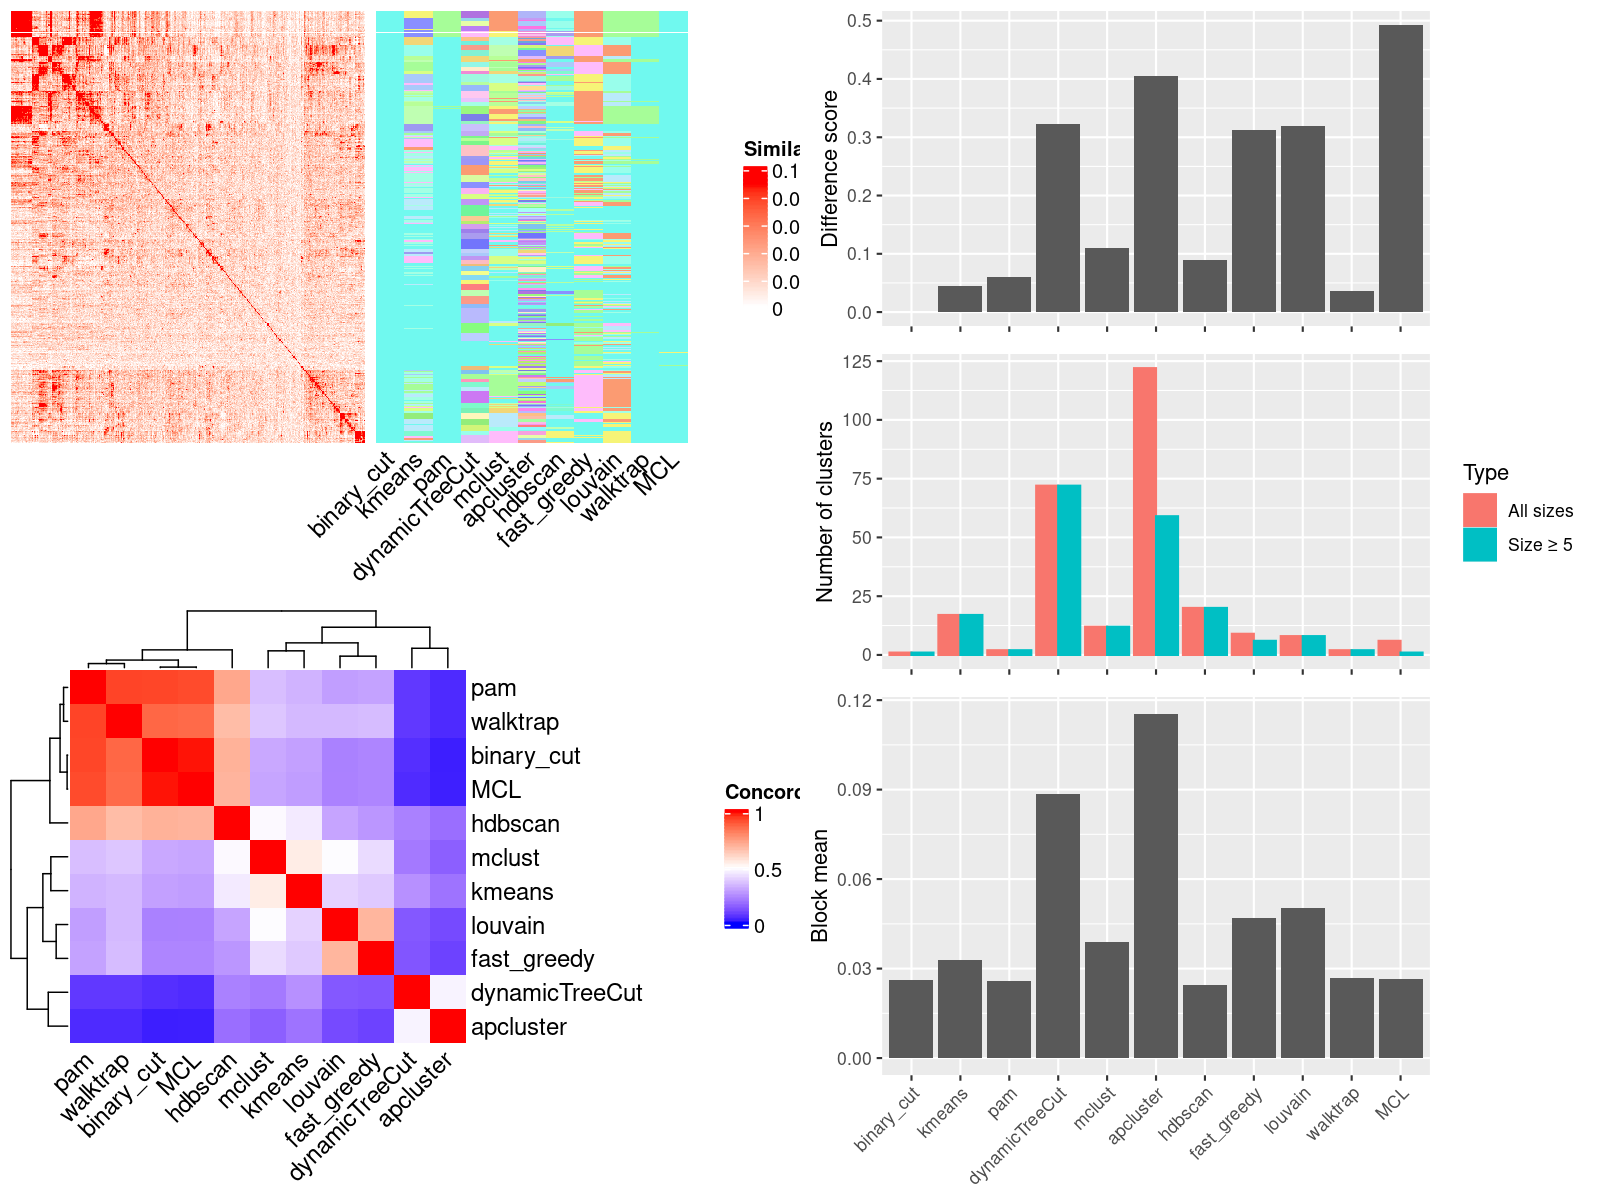 Simila
0.1
0.0
0.0
0.0
0.0
0
binary_cut
kmeans
pam
dynamicTreeCut
mclust
apcluster
hdbscan
fast_greedy
louvain
walktrap
MCL
pam
walktrap
binary_cut
MCL
hdbscan
mclust
kmeans
louvain
fast_greedy
dynamicTreeCut
apcluster
pam
walktrap
binary_cut
MCL
hdbscan
mclust
kmeans
louvain
fast_greedy
dynamicTreeCut
apcluster
Concord
1
0.5
0
Difference score
0.5
0.4
0.3
0.2
0.1
0.0
Number of clusters
125
100
75
50
25
0
Type
All sizes
Size ≥ 5
Block mean
0.12
0.09
0.06
0.03
0.00
binary_cut
kmeans
pam
dynamicTreeCut
mclust
apcluster
hdbscan
fast_greedy
louvain
walktrap
MCL